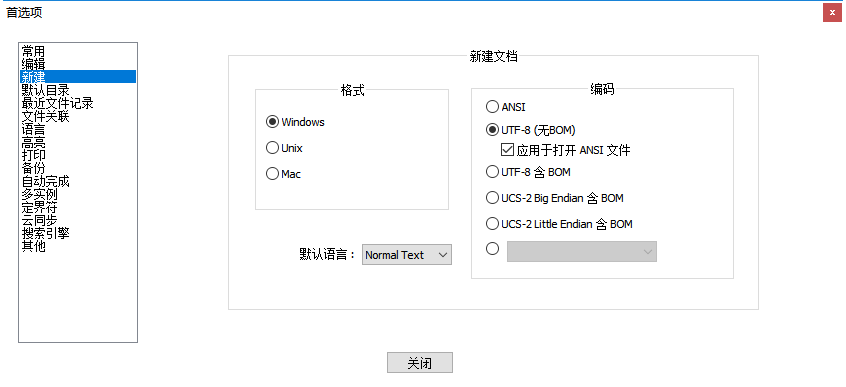 首选项
x
常用
编辑
新建
默认目录
最近文件记录
文件关联
语言
高亮
打印
备份
自动完成
多实例
定界符
云同步
搜索引擎
其他
新建文档
格式
Windows
Unix
Mac
默认语言： Normal Text
编码
ANSI
UTF-8 (无BOM)
应用于打开 ANSI 文件
UTF-8 含 BOM
UCS-2 Big Endian 含 BOM
UCS-2 Little Endian 含 BOM
关闭